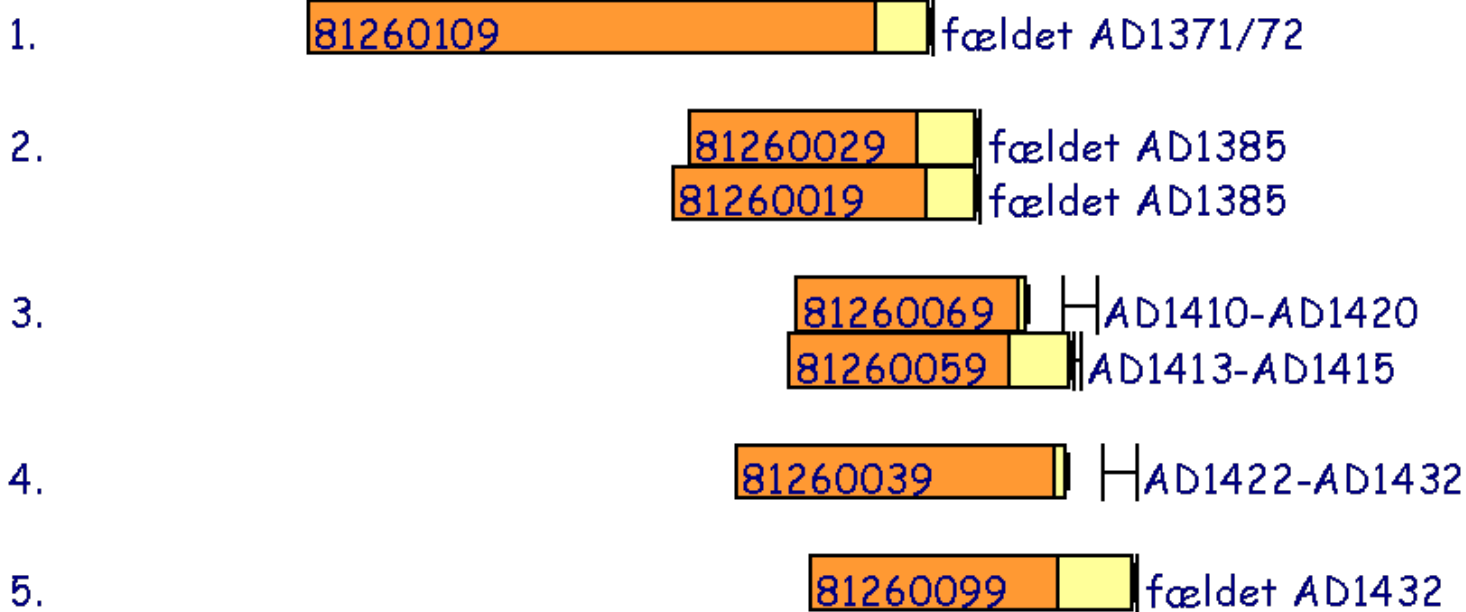 1. 81260109 fældet AD1371/72
2. 81260029 fældet AD1385
81260019 fældet AD1385
3. 81260069 AD1410-AD1420
81260059 AD1413-AD1415
4. 81260039 AD1422-AD1432
5. 81260099 fældet AD1432